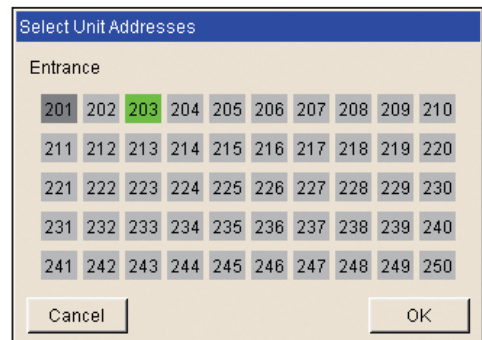 Select Unit Addresses
Entrance
201 202 203 204 205 206 207 208 209 210
211 212 213 214 215 216 217 218 219 220
221 222 223 224 225 226 227 228 229 230
231 232 233 234 235 236 237 238 239 240
241 242 243 244 245 246 247 248 249 250
Cancel OK